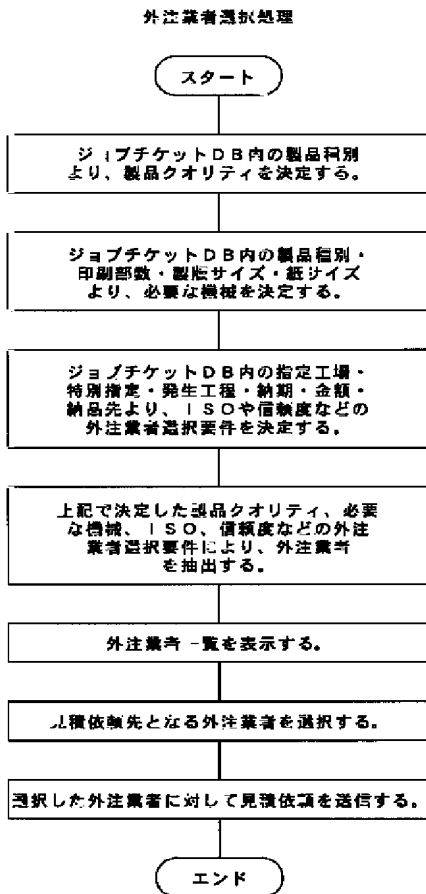 外注業者選択処理
スタート
ジョブチケットDB内の製品種別
より、製品クオリティを決定する。
ジョブチケットDB内の製品種別・
印刷部数・製版サイズ・紙サイズ
より、必要な機械を決定する。
ジョブチケットDB内の指定工場・
特別指定・発生工程・納期・金額・
納品先より、ISOや信頼度などの
外注業者選択要件を決定する。
上記で決定した製品クオリティ、必要
な機械、ISO、信頼度などの外注
業者選択要件により、外注業者
を抽出する。
外注業者一覧を表示する。
見積依頼先となる外注業者を選択する。
選択した外注業者に対して見積依頼を送信する。
エンド